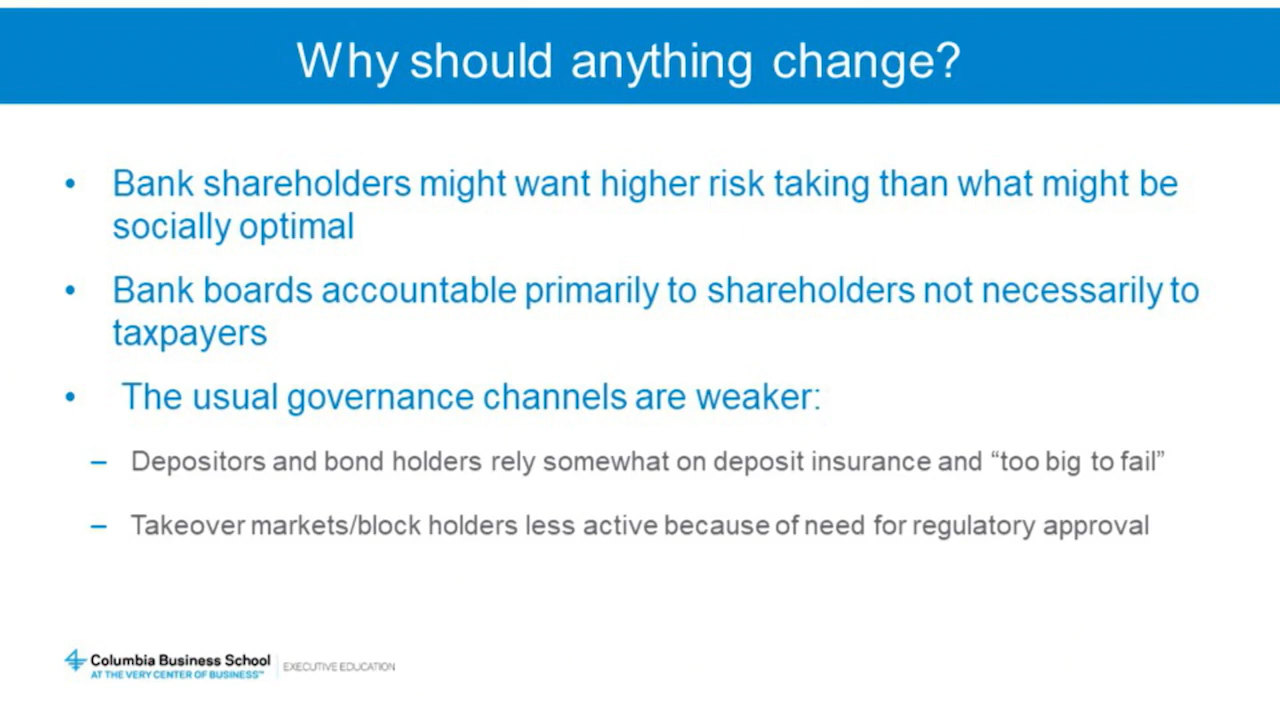 Why should anything change?
• Bank shareholders might want higher risk taking than what might be
socially optimal
• Bank boards accountable primarily to shareholders not necessarily to
taxpayers
• The usual governance channels are weaker:
– Depositors and bond holders rely somewhat on deposit insurance and “too big to fail”
– Takeover markets/block holders less active because of need for regulatory approval
Columbia Business School
AT THE VERY CENTER OF BUSINESS™
EXECUTIVE EDUCATION